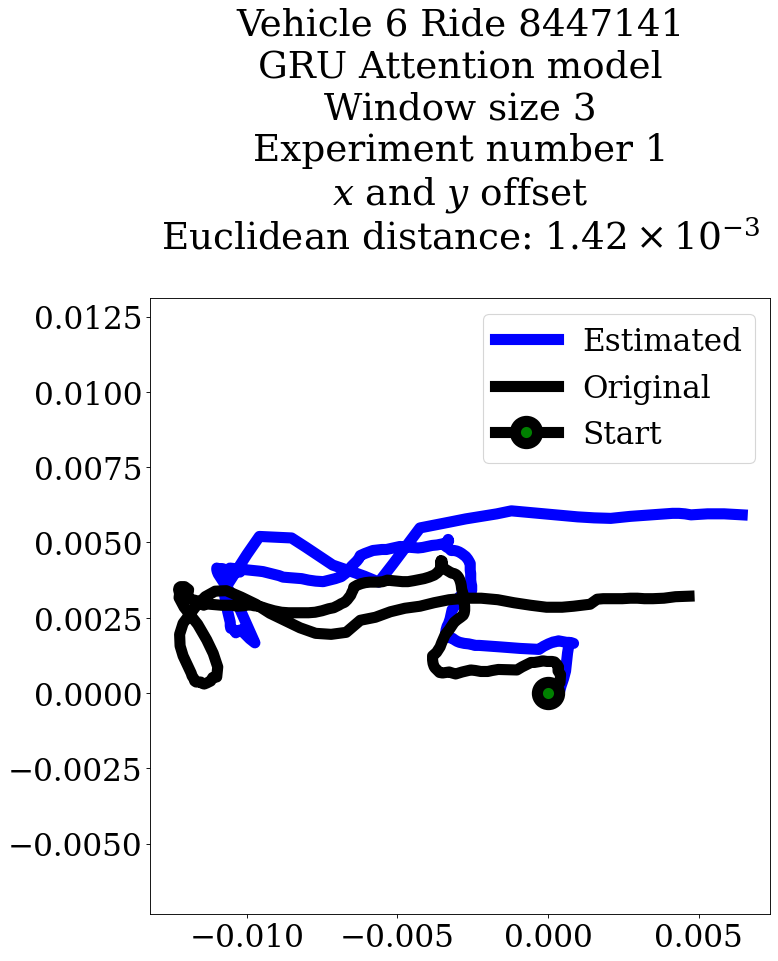 Vehicle 6 Ride 8447141
GRU Attention model
Window size 3
Experiment number 1
x and y offset
Euclidean distance: 1.42 × 10⁻³
Estimated
Original
Start
0.0125
0.0100
0.0075
0.0050
0.0025
0.0000
−0.0025
−0.0050
−0.010 −0.005 0.000 0.005